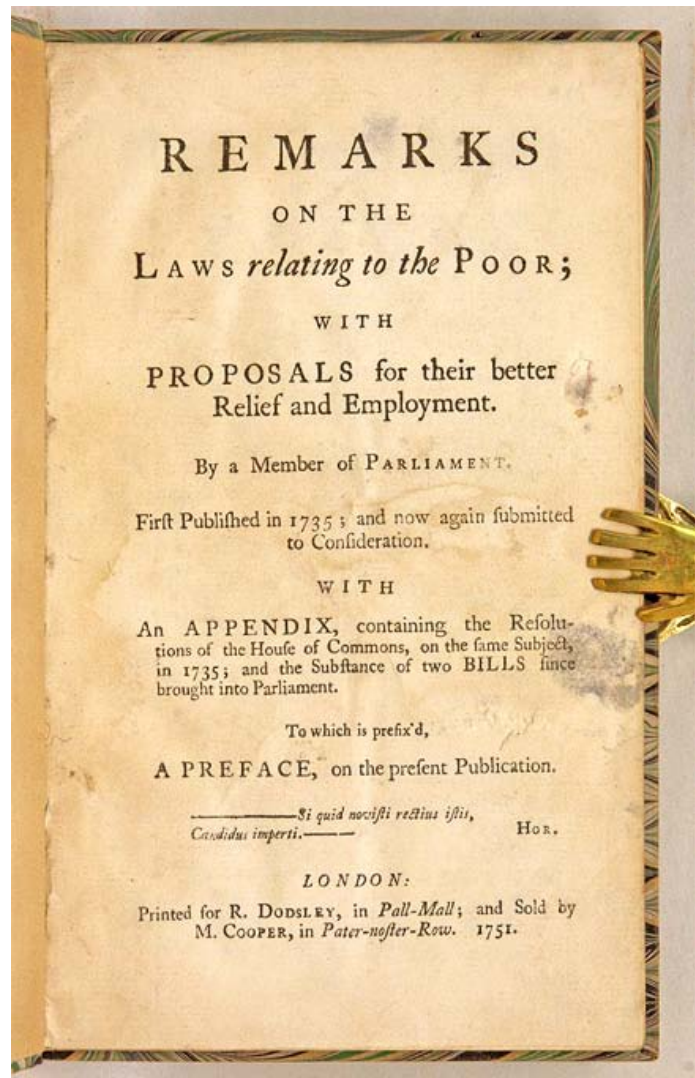 REMARKS
ON THE
LAWS relating to the POOR;
WITH
PROPOSALS for their better
Relief and Employment.
By a Member of PARLIAMENT.
Firſt Publiſhed in 1735; and now again ſubmitted
to Conſideration.
WITH
An APPENDIX, containing the Reſolu-
tions of the Houſe of Commons, on the ſame Subject,
in 1735; and the Subſtance of two BILLS ſince
brought into Parliament.
To which is prefix'd,
A PREFACE, on the preſent Publication.
————Si quid noviſti rectius iſtis,
Candidus imperti.—— HOR.
LONDON:
Printed for R. DODSLEY, in Pall-Mall; and Sold by
M. COOPER, in Pater-noſter-Row. 1751.